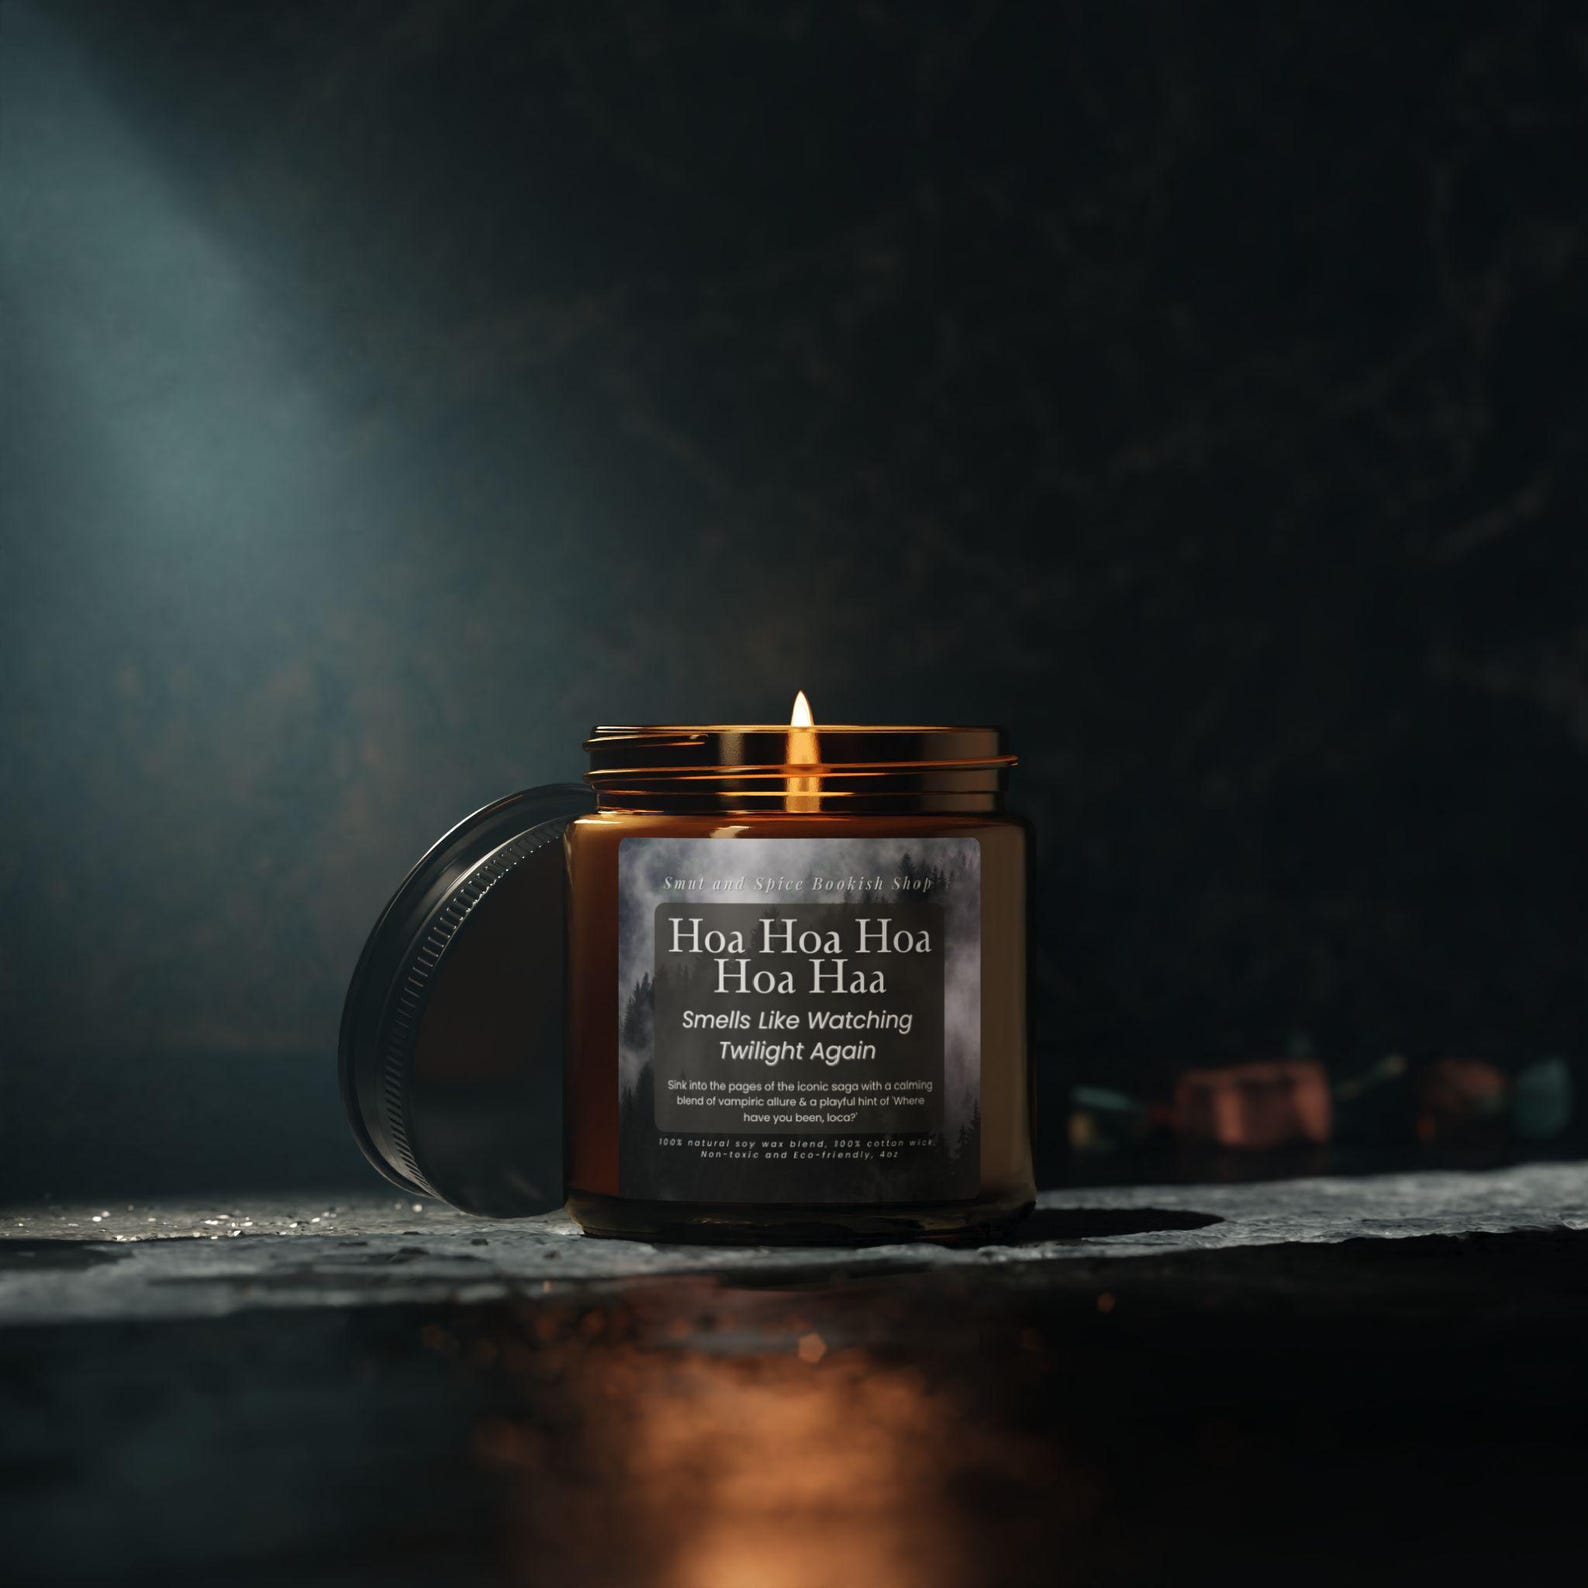 Smut and Spice Bookish Shop
Hoa Hoa Hoa
Hoa Haa
Smells Like Watching
Twilight Again
Sink into the pages of the iconic saga with a calming
blend of vampiric allure & a playful hint of 'Where
have you been, loca?'
100% natural soy wax blend, 100% cotton wick,
Non-toxic and Eco-friendly, 4oz